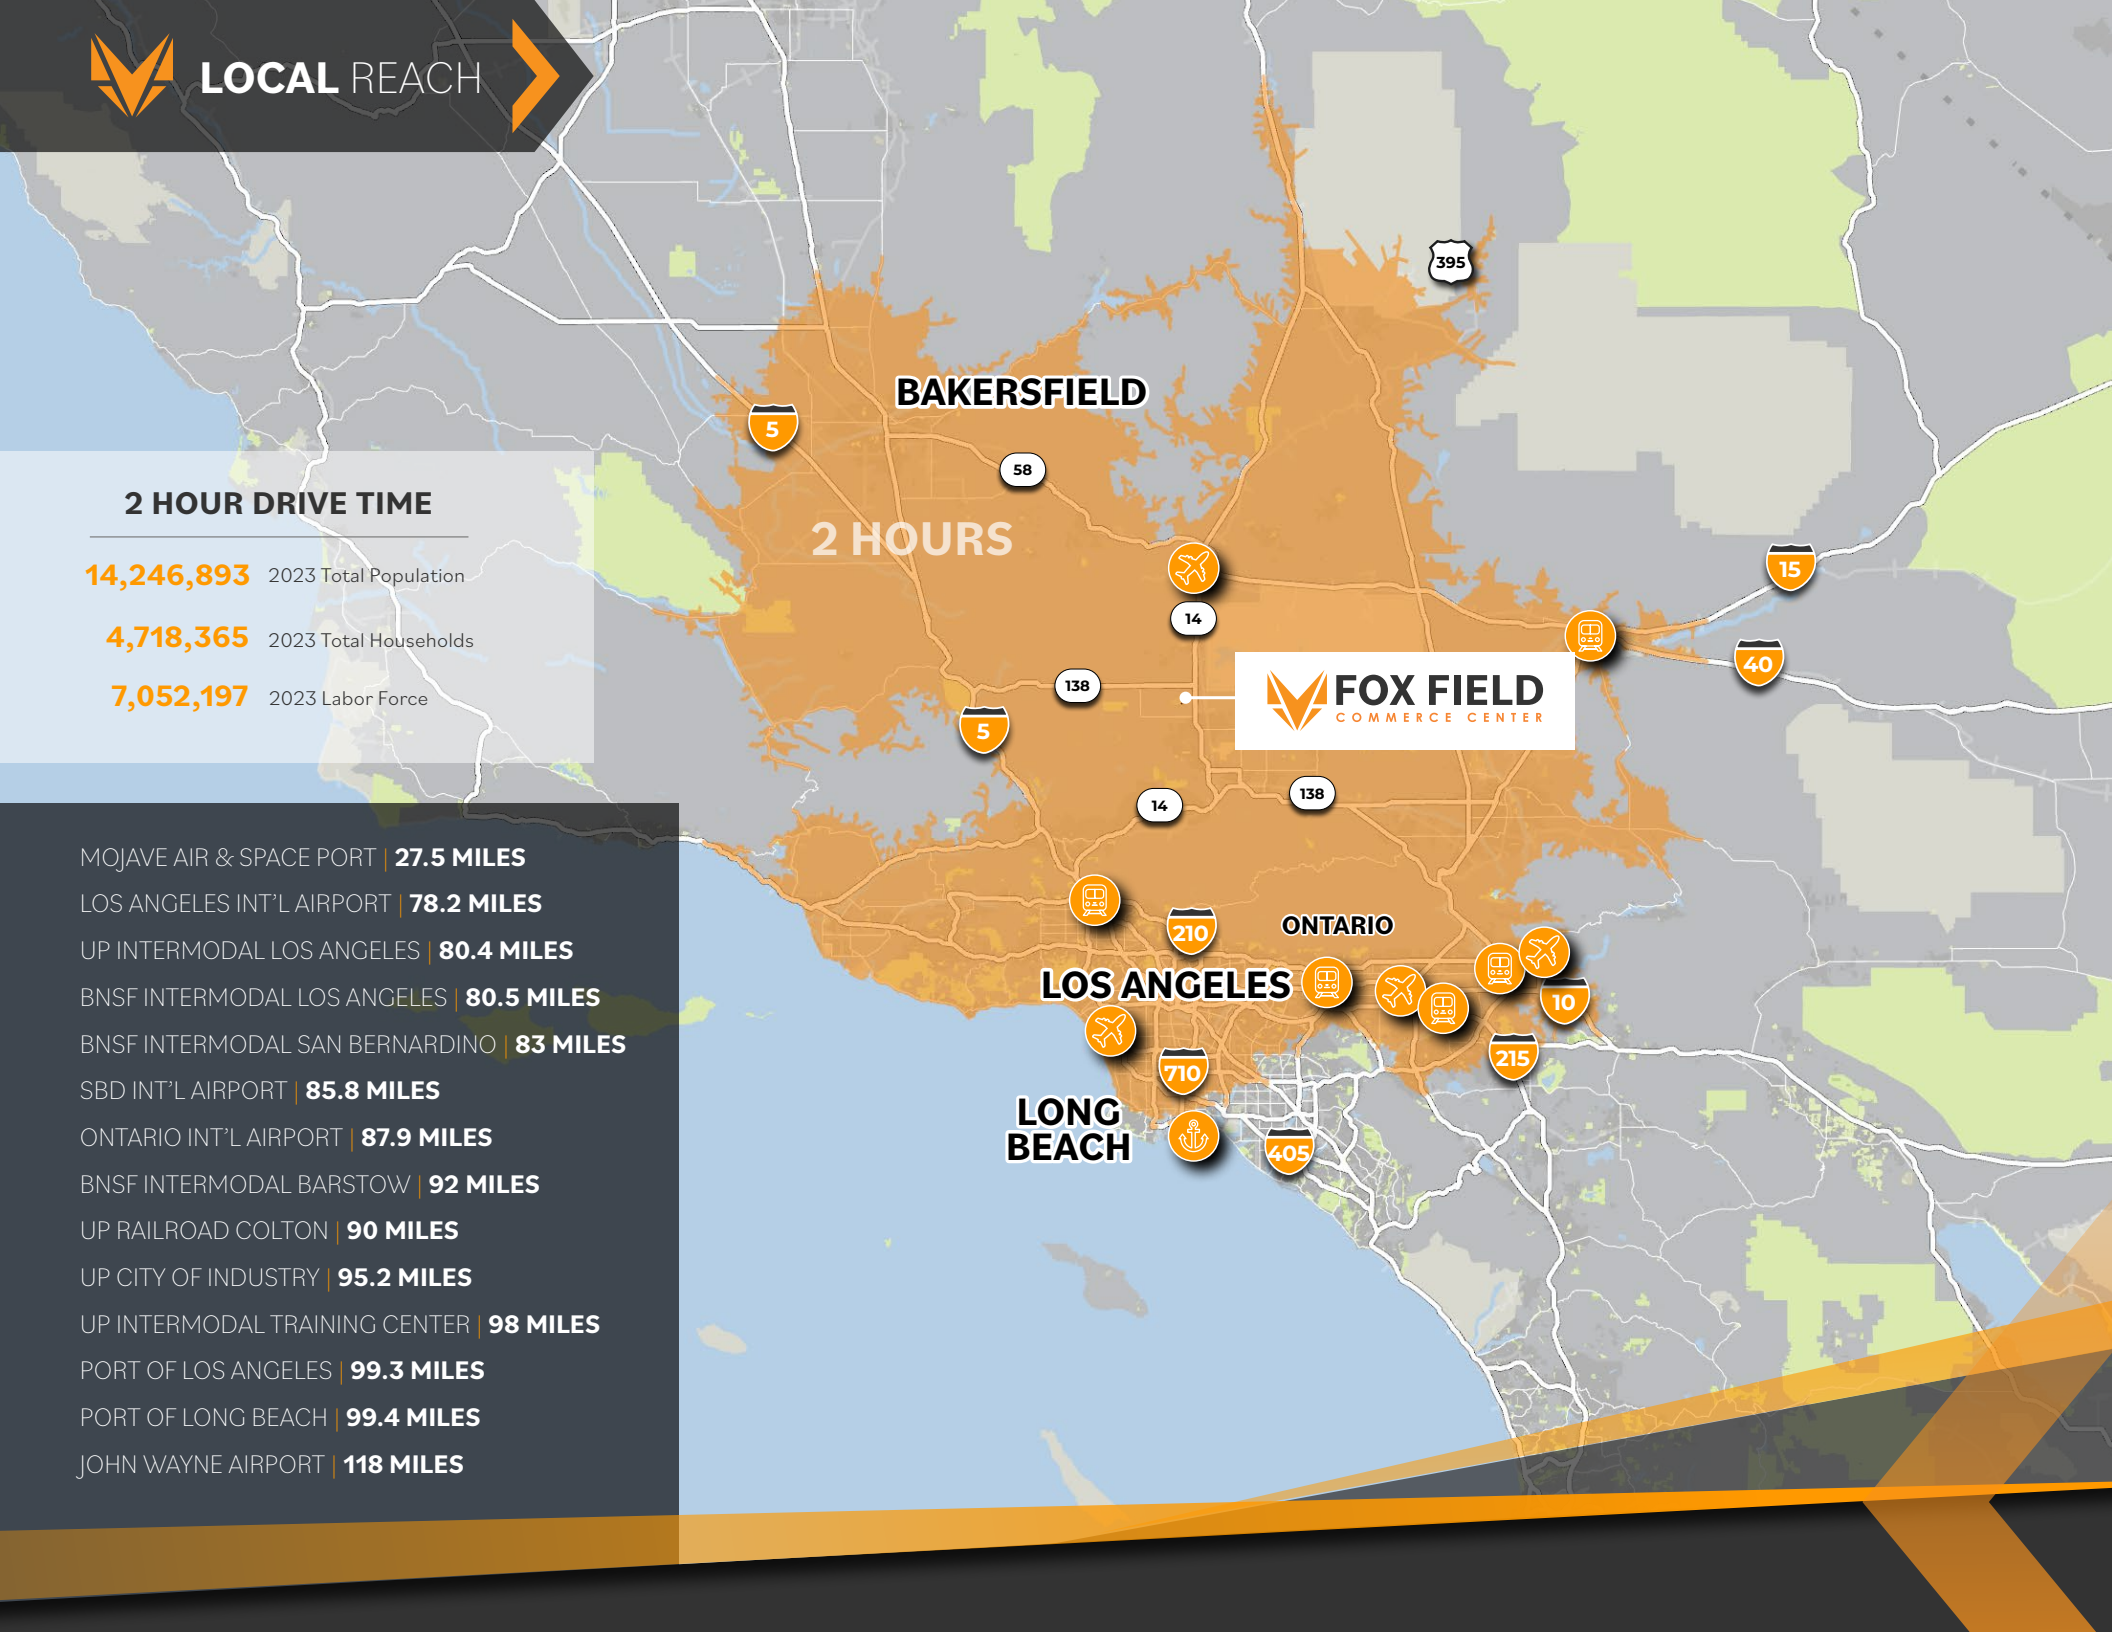 LOCAL REACH
395
BAKERSFIELD
5
58
2 HOUR DRIVE TIME
2 HOURS
14,246,893 2023 Total Population
4,718,365 2023 Total Households
7,052,197 2023 Labor Force
15
14
40
138
FOX FIELD
COMMERCE CENTER
5
138
14
MOJAVE AIR & SPACE PORT | 27.5 MILES
LOS ANGELES INT'L AIRPORT | 78.2 MILES
UP INTERMODAL LOS ANGELES | 80.4 MILES
BNSF INTERMODAL LOS ANGELES | 80.5 MILES
BNSF INTERMODAL SAN BERNARDINO | 83 MILES
SBD INT'L AIRPORT | 85.8 MILES
ONTARIO INT'L AIRPORT | 87.9 MILES
BNSF INTERMODAL BARSTOW | 92 MILES
UP RAILROAD COLTON | 90 MILES
UP CITY OF INDUSTRY | 95.2 MILES
UP INTERMODAL TRAINING CENTER | 98 MILES
PORT OF LOS ANGELES | 99.3 MILES
PORT OF LONG BEACH | 99.4 MILES
JOHN WAYNE AIRPORT | 118 MILES
210
ONTARIO
LOS ANGELES
10
215
710
LONG
BEACH
405